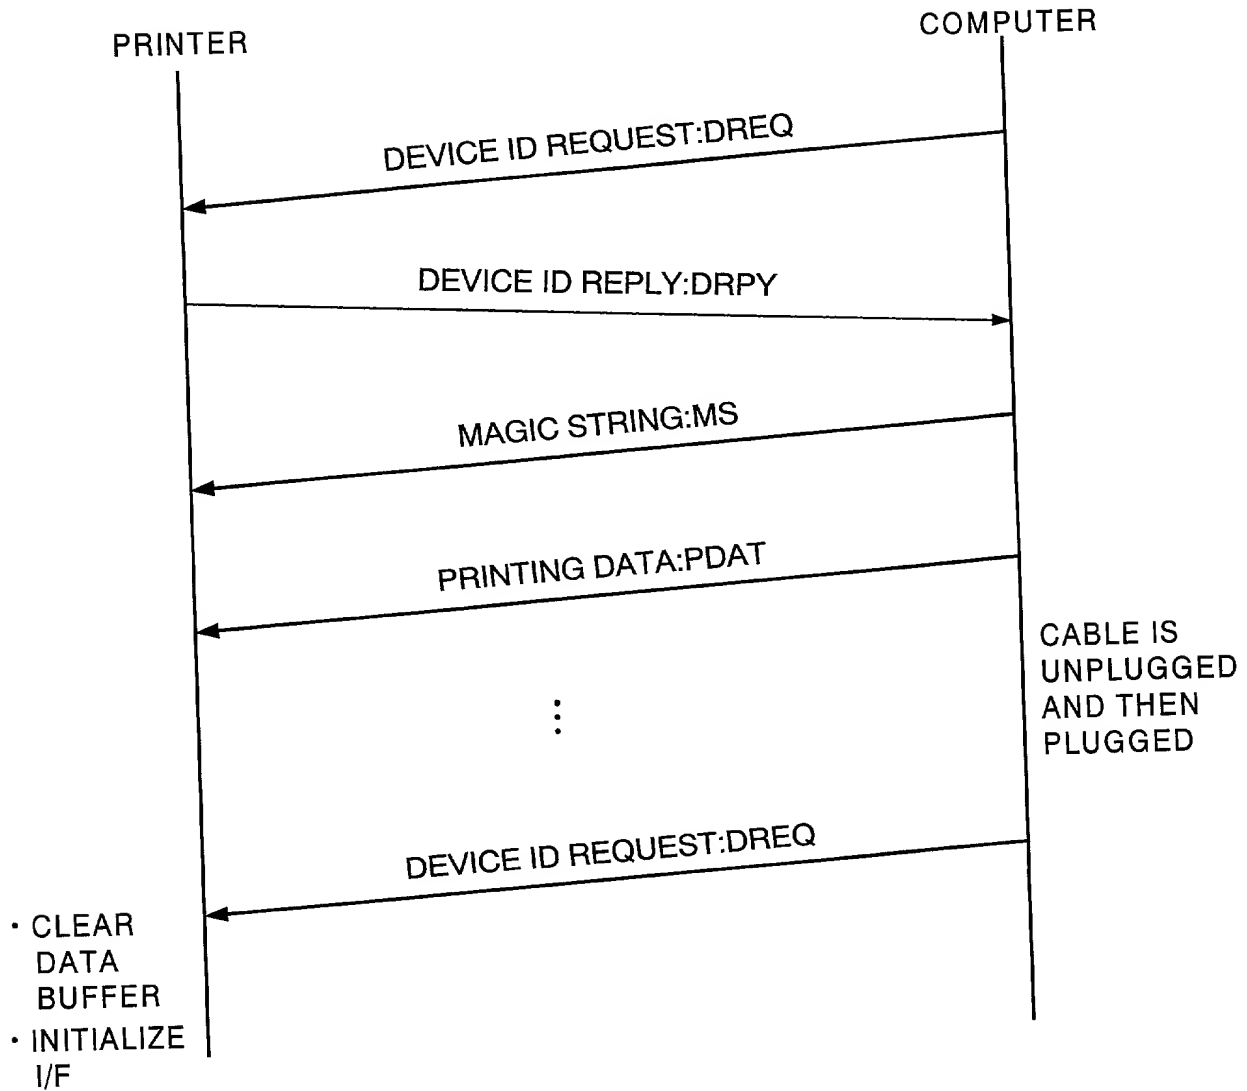 PRINTER
COMPUTER
DEVICE ID REQUEST:DREQ
DEVICE ID REPLY:DRPY
MAGIC STRING:MS
PRINTING DATA:PDAT
CABLE IS
UNPLUGGED
AND THEN
PLUGGED
DEVICE ID REQUEST:DREQ
・CLEAR
DATA
BUFFER
・INITIALIZE
I/F